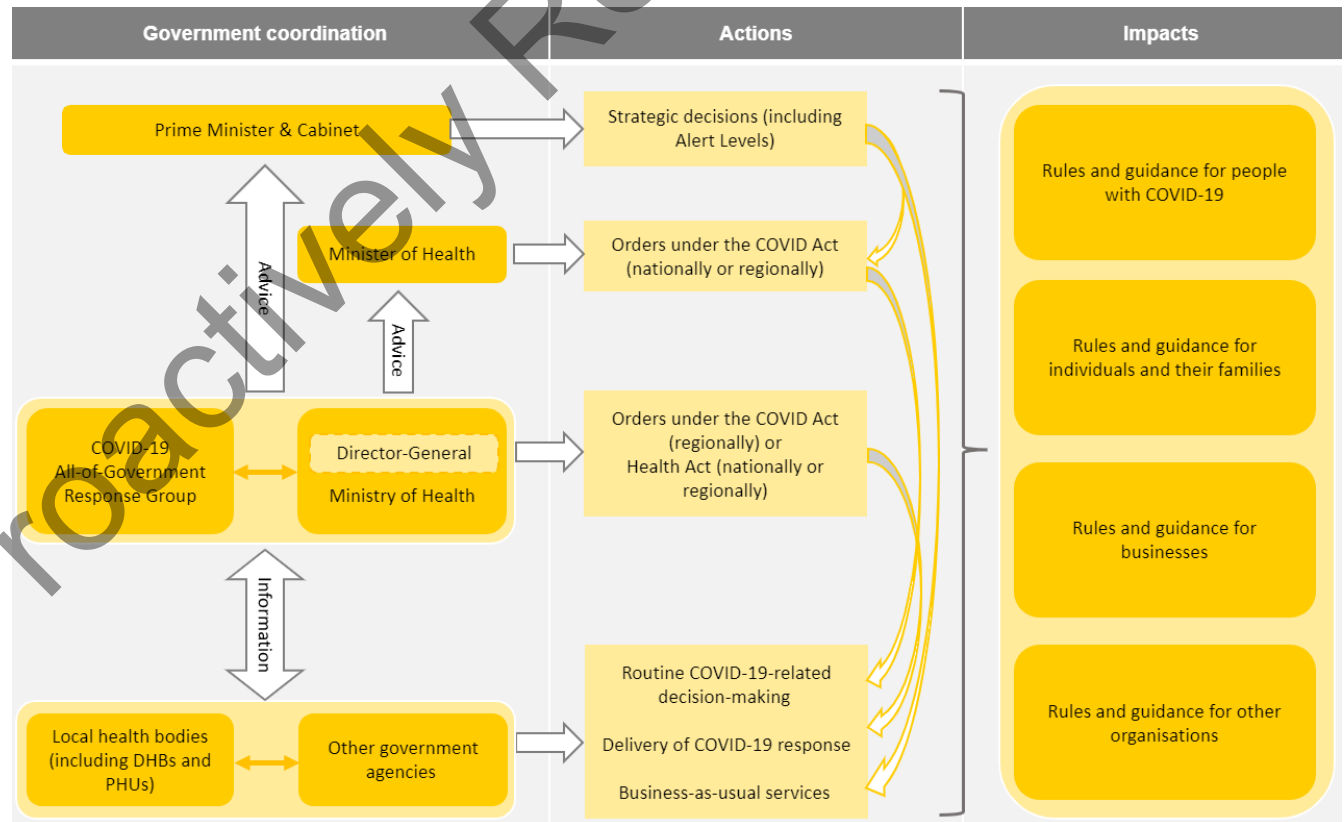 Government coordination
Actions
Impacts
Prime Minister & Cabinet
Strategic decisions (including
Alert Levels)
Rules and guidance for people
with COVID-19
Advice
Minister of Health
Orders under the COVID Act
(nationally or regionally)
Advice
Rules and guidance for
individuals and their families
COVID-19
All-of-Government
Response Group
Director-General
Ministry of Health
Orders under the COVID Act
(regionally) or
Health Act (nationally or
regionally)
Rules and guidance for
businesses
Information
Local health bodies
(including DHBs and
PHUs)
Other government
agencies
Routine COVID-19-related
decision-making
Delivery of COVID-19 response
Business-as-usual services
Rules and guidance for other
organisations
roactively R